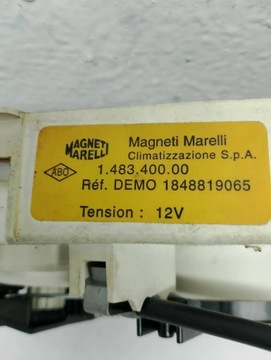 MAGNETI
MARELLI
Magneti Marelli
Climatizzazione S.p.A.
ABO
1.483.400.00
Réf. DEMO 1848819065
Tension : 12V